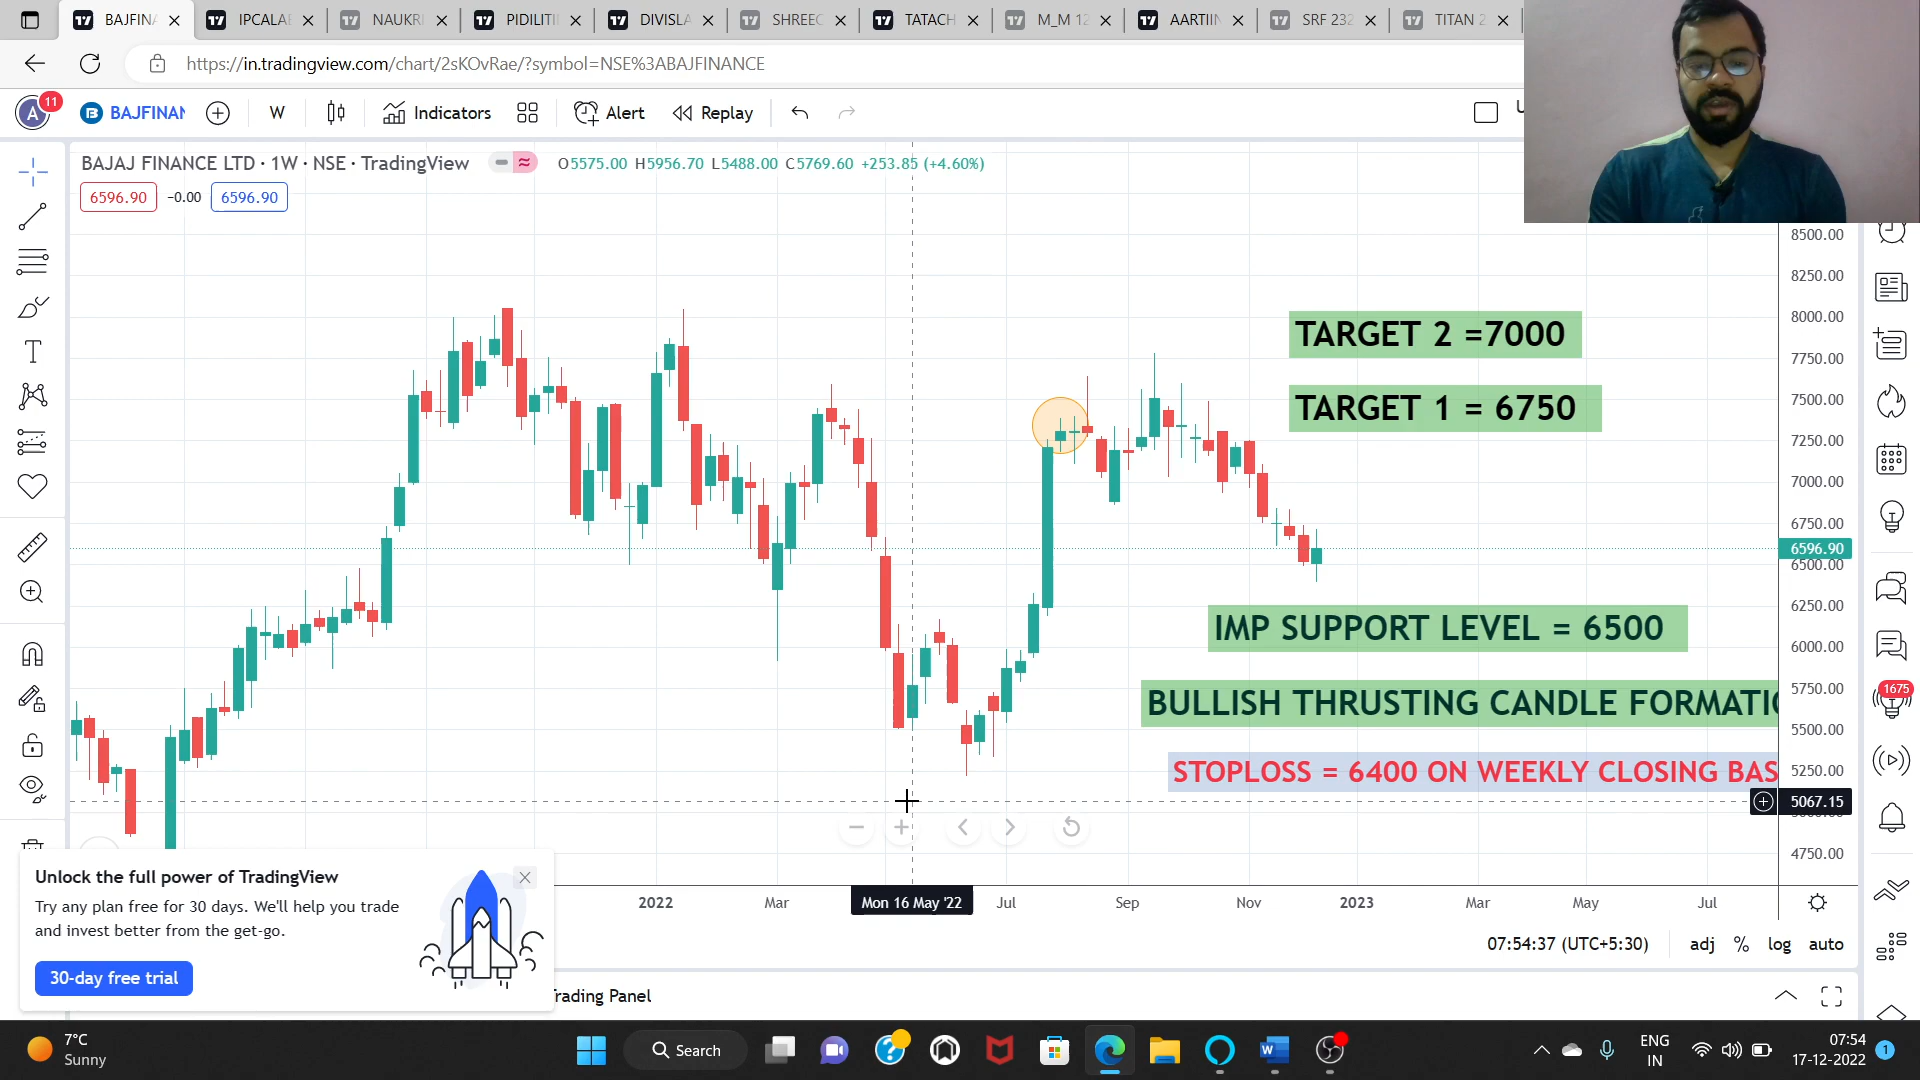 BAJFINA
IPCALAB
NAUKRI
PIDILITI
DIVISLA
SHREEC
TATACH
M_M 12
AARTIIN
SRF 232
TITAN 2
https://in.tradingview.com/chart/2sKOvRae/?symbol=NSE%3ABAJFINANCE
A
11
BAJFINAN
W
Indicators
Alert
Replay
BAJAJ FINANCE LTD · 1W · NSE · TradingView
O5575.00 H5956.70 L5488.00 C5769.60 +253.85 (+4.60%)
6596.90
−0.00
6596.90
8500.00
8250.00
8000.00
TARGET 2 =7000
7750.00
TARGET 1 = 6750
7500.00
7250.00
7000.00
6750.00
6596.90
6500.00
6250.00
IMP SUPPORT LEVEL = 6500
6000.00
5750.00
BULLISH THRUSTING CANDLE FORMATIO
1675
5500.00
STOPLOSS = 6400 ON WEEKLY CLOSING BAS
5250.00
5067.15
4750.00
2022
Mar
Mon 16 May '22
Jul
Sep
Nov
2023
Mar
May
Jul
Unlock the full power of TradingView
Try any plan free for 30 days. We'll help you trade
and invest better from the get-go.
30-day free trial
07:54:37 (UTC+5:30)
adj
%
log
auto
Trading Panel
7°C
Sunny
Search
ENG
IN
07:54
17-12-2022
1